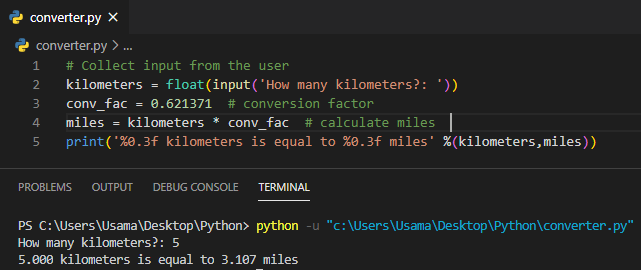 converter.py ×
converter.py > ...
1 # Collect input from the user
2 kilometers = float(input('How many kilometers?: '))
3 conv_fac = 0.621371  # conversion factor
4 miles = kilometers * conv_fac  # calculate miles
5 print('%0.3f kilometers is equal to %0.3f miles' %(kilometers,miles))
PROBLEMS OUTPUT DEBUG CONSOLE TERMINAL
PS C:\Users\Usama\Desktop\Python> python -u "c:\Users\Usama\Desktop\Python\converter.py"
How many kilometers?: 5
5.000 kilometers is equal to 3.107 miles